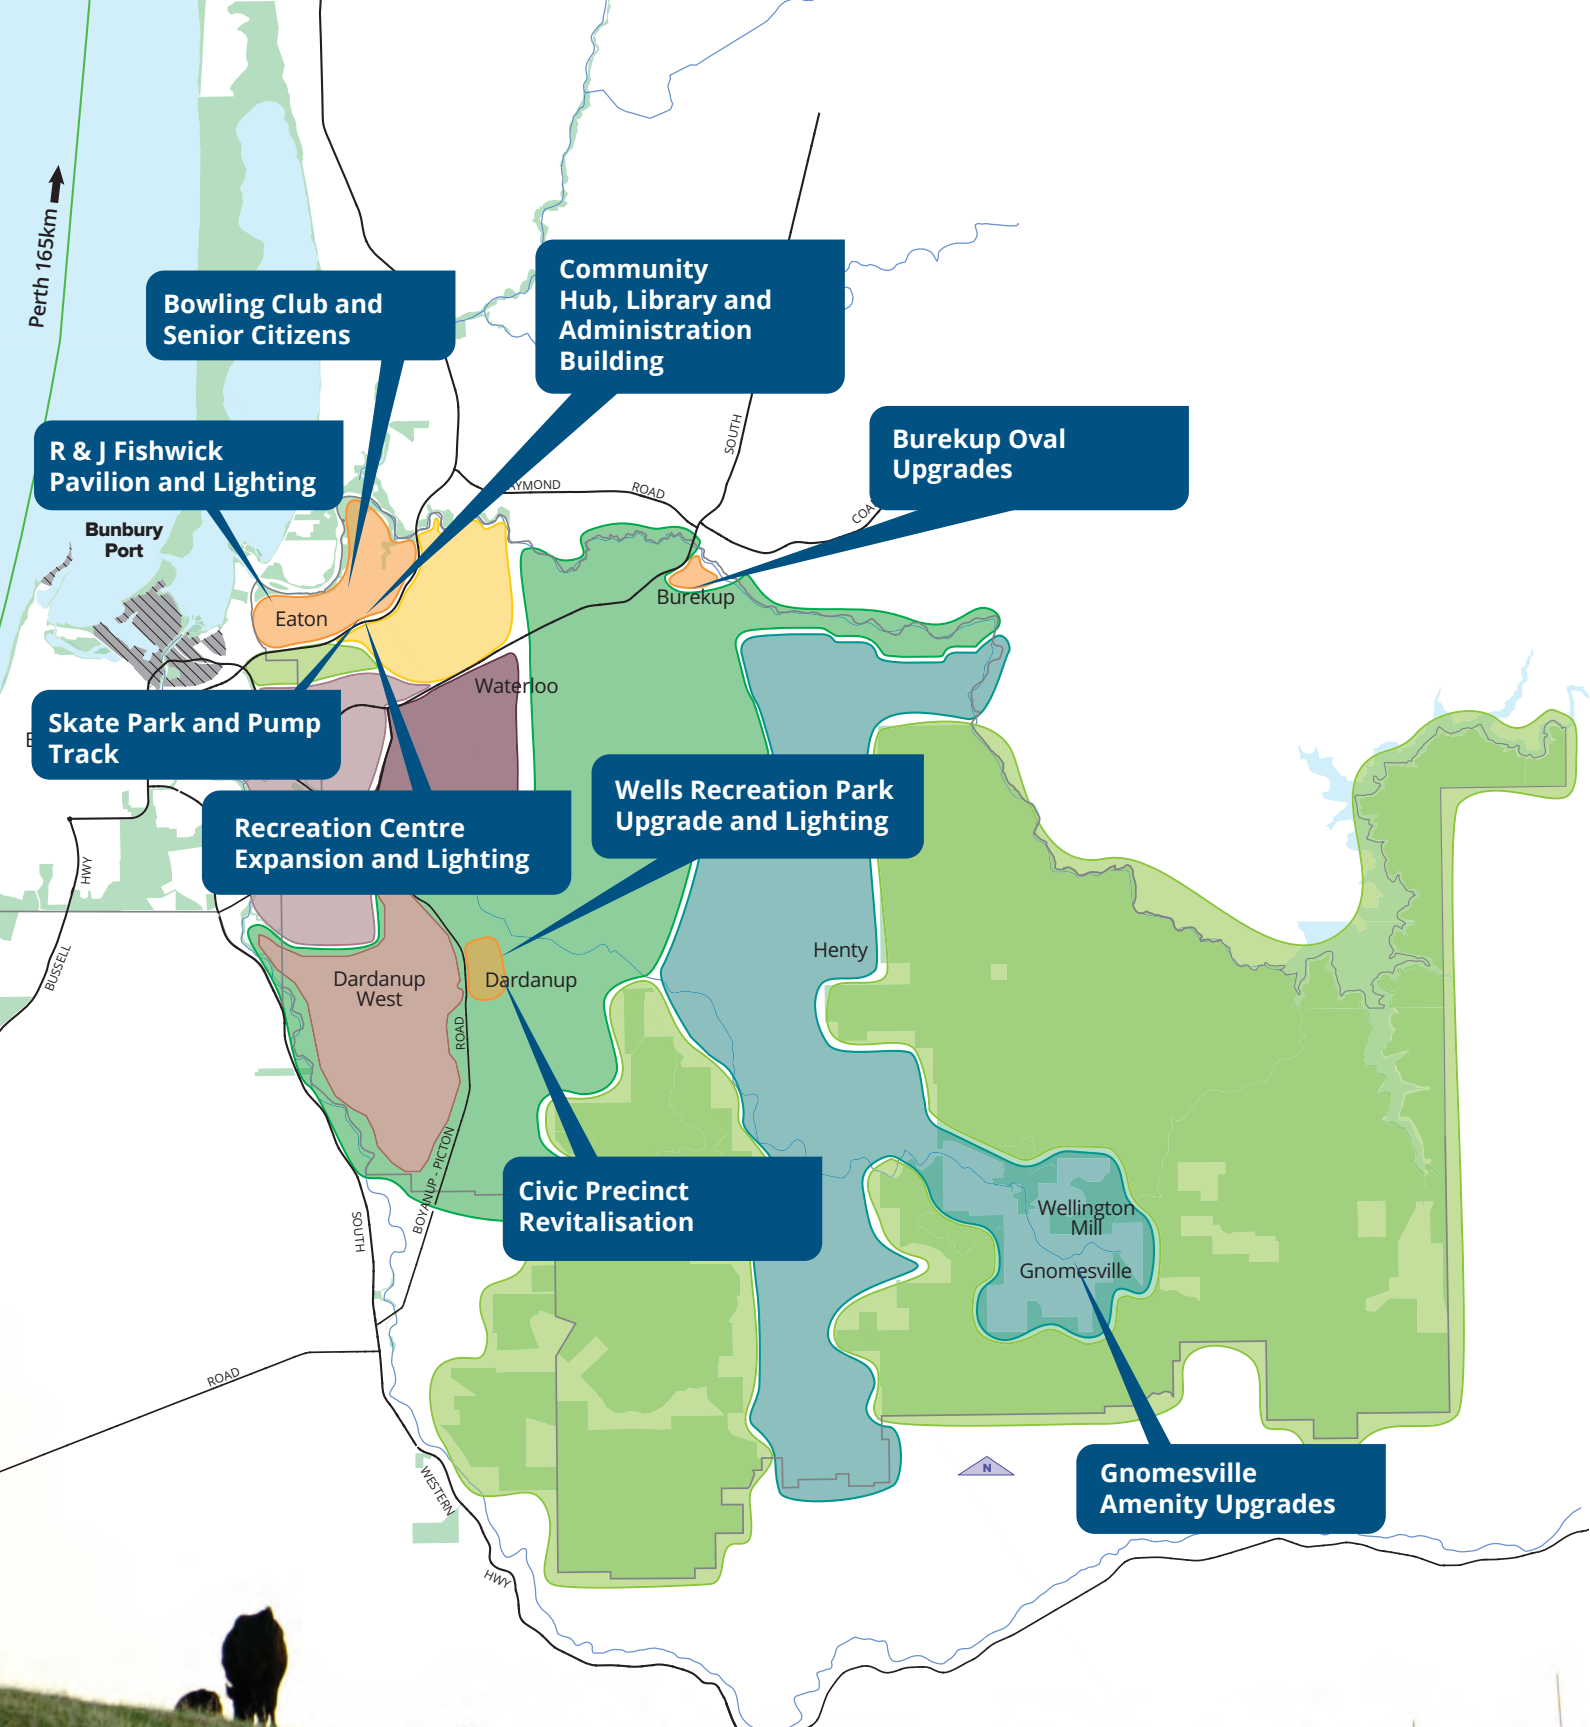 Perth 165km
Community
Hub, Library and
Administration
Building
Bowling Club and
Senior Citizens
R & J Fishwick
Pavilion and Lighting
Burekup Oval
Upgrades
SOUTH
ROAD
Bunbury
Port
Eaton
Burekup
Waterloo
Skate Park and Pump
Track
Wells Recreation Park
Upgrade and Lighting
Recreation Centre
Expansion and Lighting
HWY
BUSSELL
Henty
Dardanup
West
Dardanup
ROAD
BOYANUP - PICTON
SOUTH
Civic Precinct
Revitalisation
Wellington
Mill
Gnomesville
ROAD
WESTERN
HWY
N
Gnomesville
Amenity Upgrades